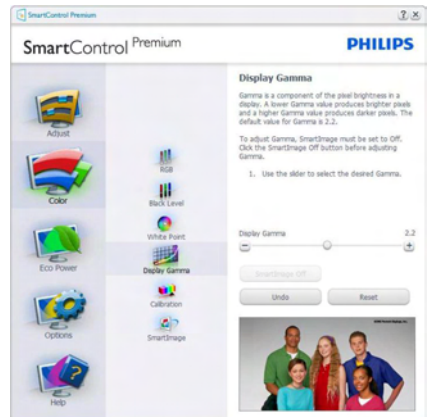 SmartControl Premium
SmartControl Premium
PHILIPS
Adjust
Color
Eco Power
Options
Help
RGB
Black Level
White Point
Display Gamma
Calibration
SmartImage
Display Gamma
Gamma is a component of the pixel brightness in a
display. A lower Gamma value produces brighter pixels
and a higher Gamma value produces darker pixels. The
default value for Gamma is 2.2.
To adjust Gamma, SmartImage must be set to Off.
Click the SmartImage Off button before adjusting
Gamma.
1. Use the slider to select the desired Gamma.
Display Gamma 2.2
SmartImage Off
Undo Reset